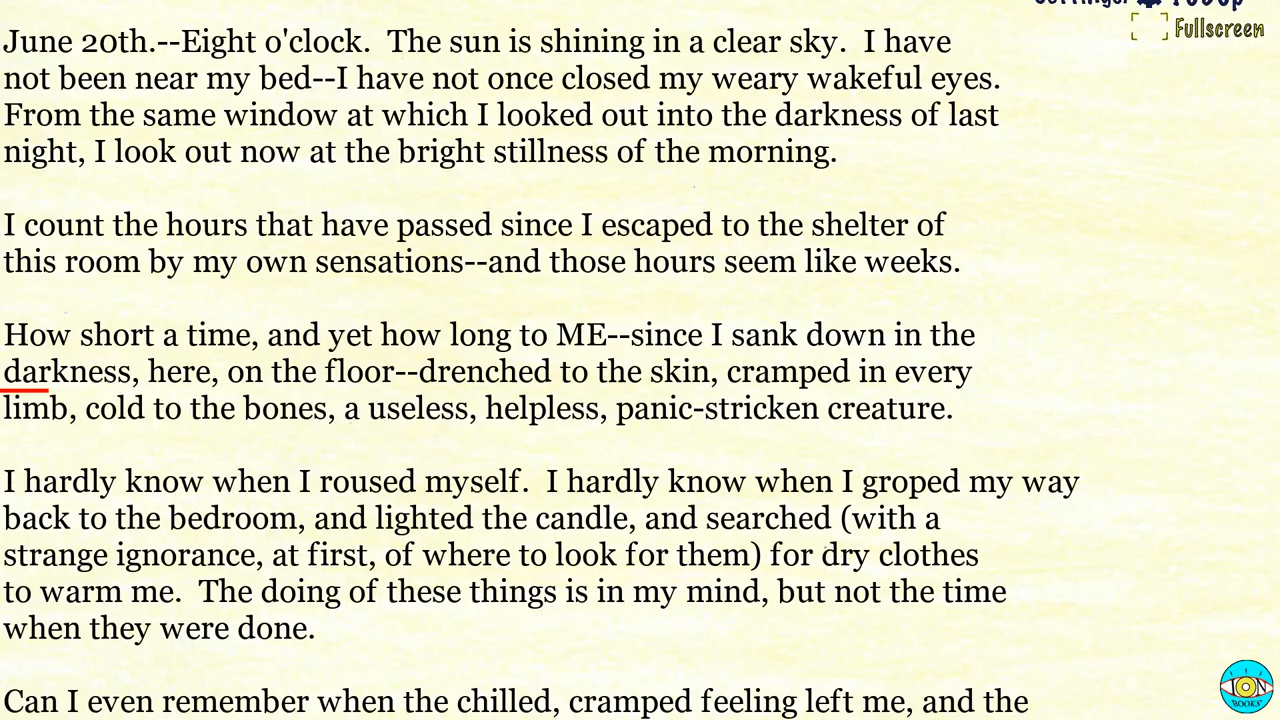 Fullscreen
June 20th.--Eight o'clock.  The sun is shining in a clear sky.  I have
not been near my bed--I have not once closed my weary wakeful eyes.
From the same window at which I looked out into the darkness of last
night, I look out now at the bright stillness of the morning.
I count the hours that have passed since I escaped to the shelter of
this room by my own sensations--and those hours seem like weeks.
How short a time, and yet how long to ME--since I sank down in the
darkness, here, on the floor--drenched to the skin, cramped in every
limb, cold to the bones, a useless, helpless, panic-stricken creature.
I hardly know when I roused myself.  I hardly know when I groped my way
back to the bedroom, and lighted the candle, and searched (with a
strange ignorance, at first, of where to look for them) for dry clothes
to warm me.  The doing of these things is in my mind, but not the time
when they were done.
Can I even remember when the chilled, cramped feeling left me, and the
ION
BOOKS